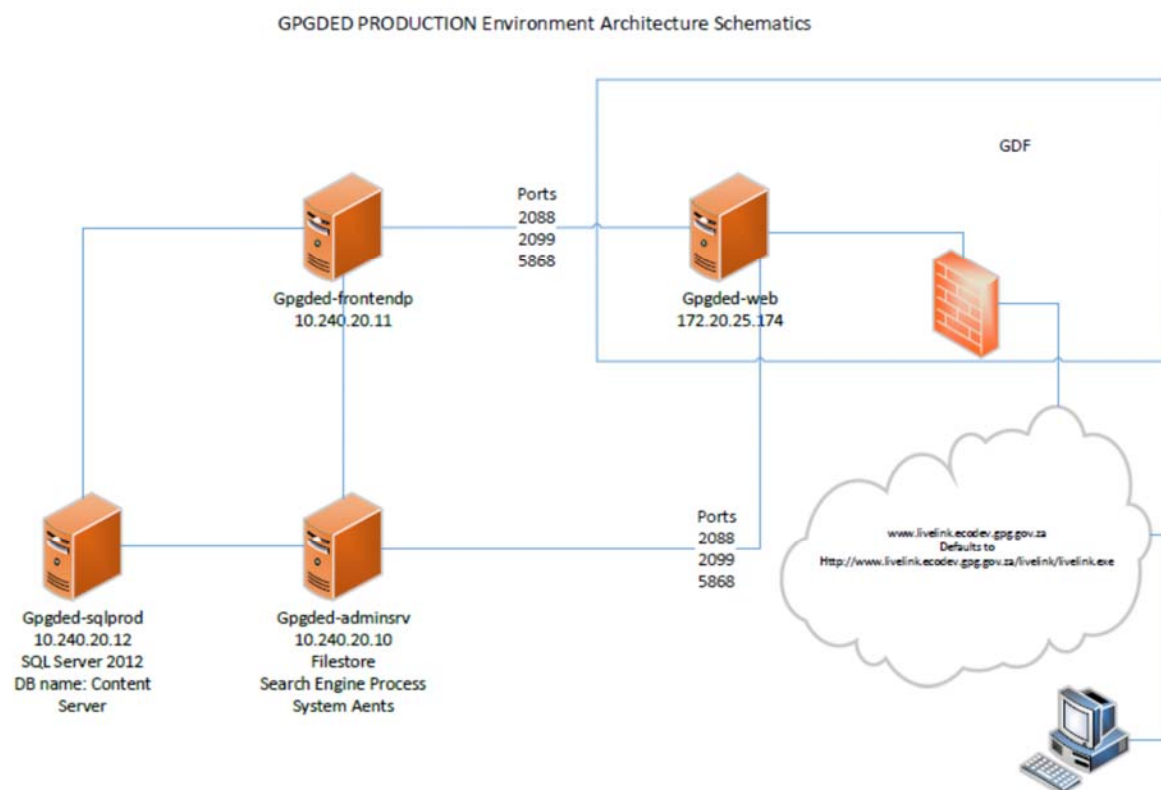 GPGDED PRODUCTION Environment Architecture Schematics
GDF
Ports
2088
2099
5868
Gpgded-frontendp
10.240.20.11
Gpgded-web
172.20.25.174
www.livelink.ecodev.gpg.gov.za
Defaults to
Http://www.livelink.ecodev.gpg.gov.za/livelink/livelink.exe
Ports
2088
2099
5868
Gpgded-sqlprod
10.240.20.12
SQL Server 2012
DB name: Content
Server
Gpgded-adminsrv
10.240.20.10
Filestore
Search Engine Process
System Aents